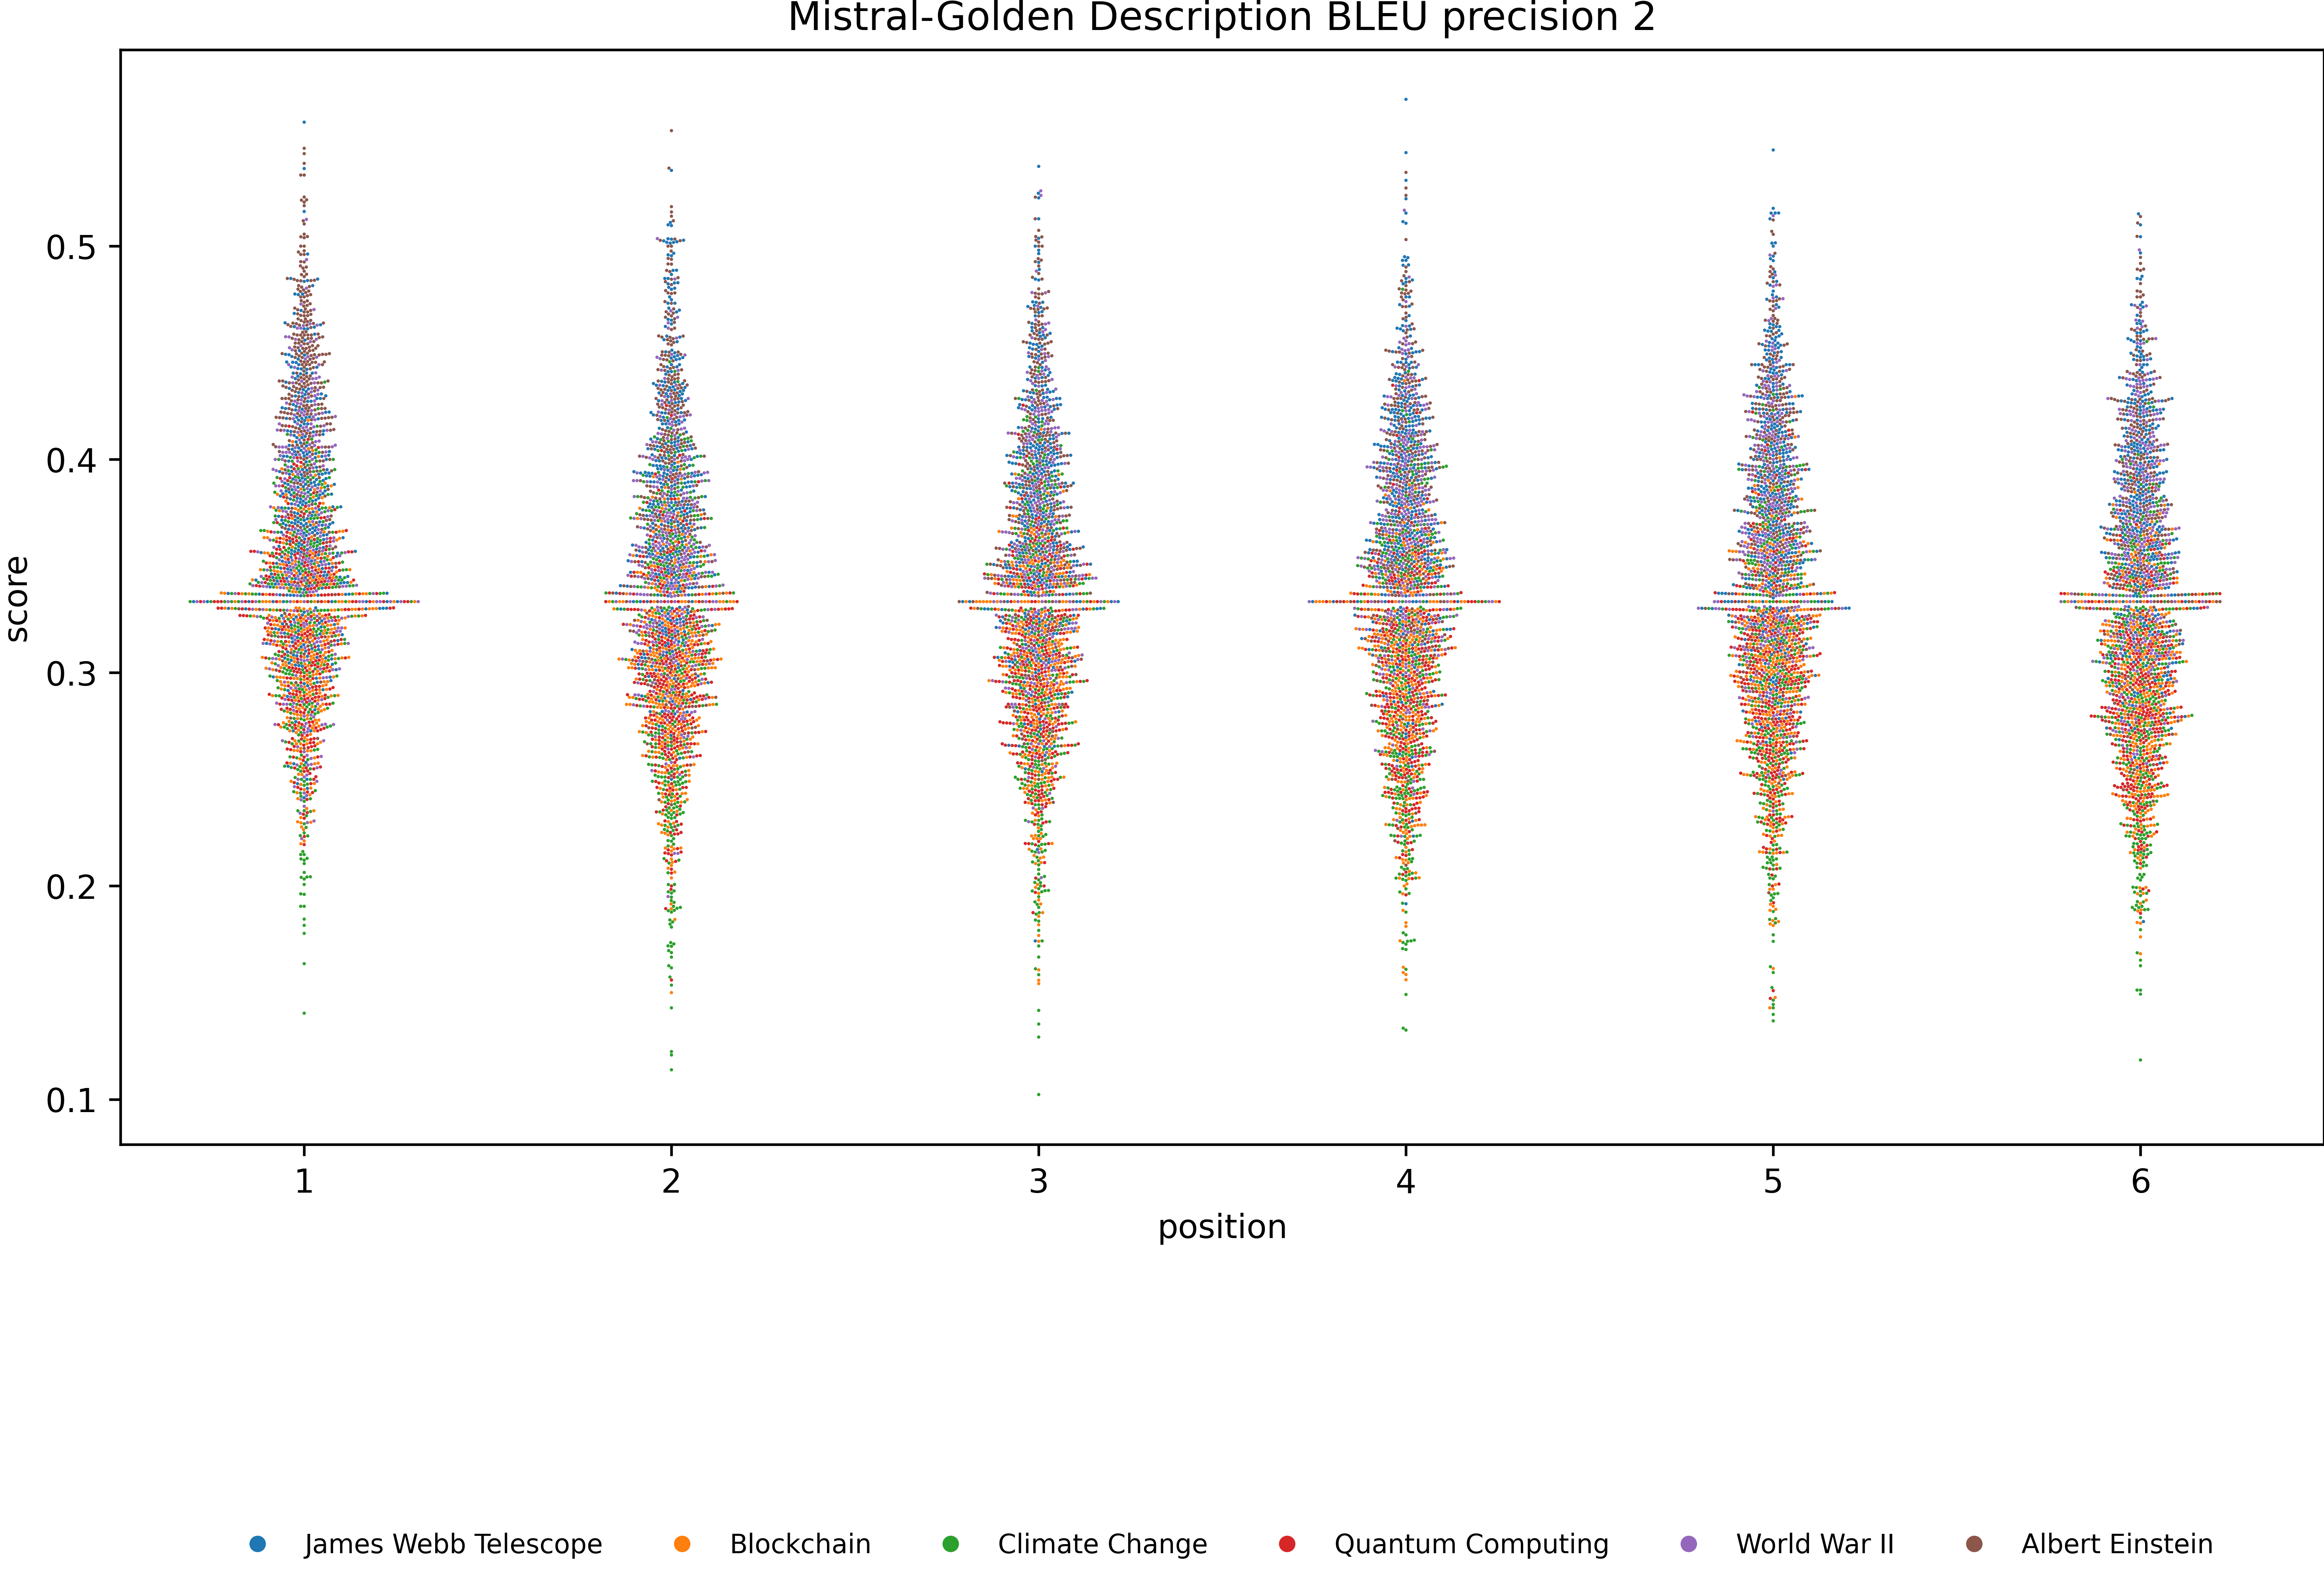 Mistral-Golden Description BLEU precision 2
score
0.5
0.4
0.3
0.2
0.1
1 2 3 4 5 6
position
James Webb Telescope Blockchain Climate Change Quantum Computing World War II Albert Einstein